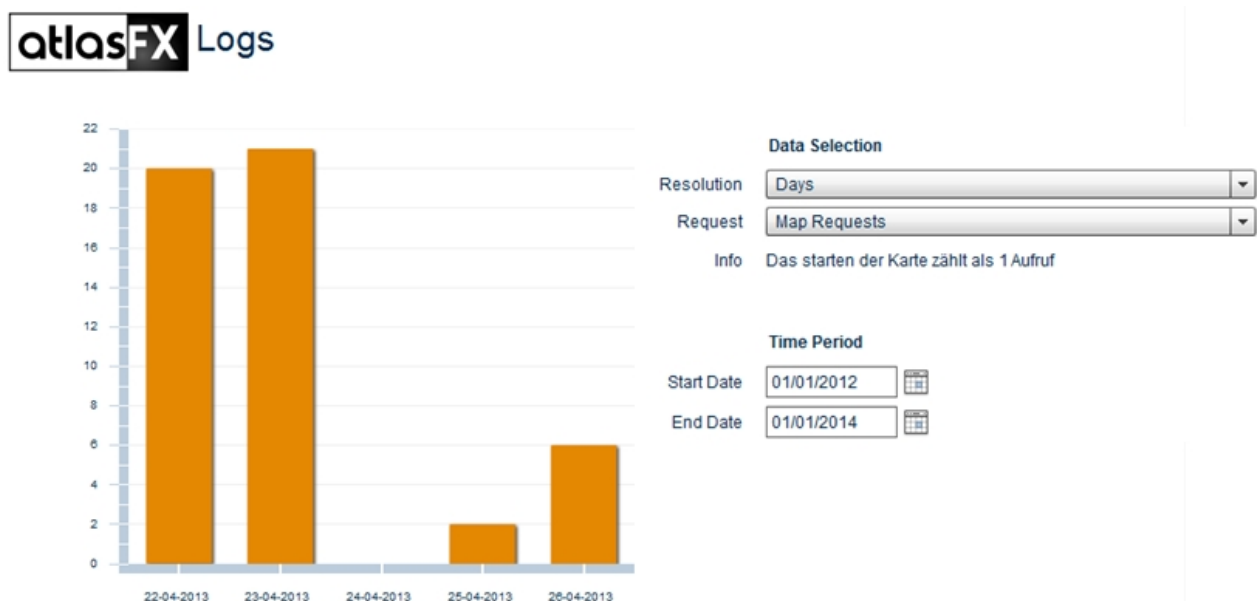 atlasFX Logs
22
20
18
16
14
12
10
8
6
4
2
0
22-04-2013 23-04-2013 24-04-2013 25-04-2013 26-04-2013
Data Selection
Resolution Days
Request Map Requests
Info Das starten der Karte zählt als 1 Aufruf
Time Period
Start Date 01/01/2012
End Date 01/01/2014